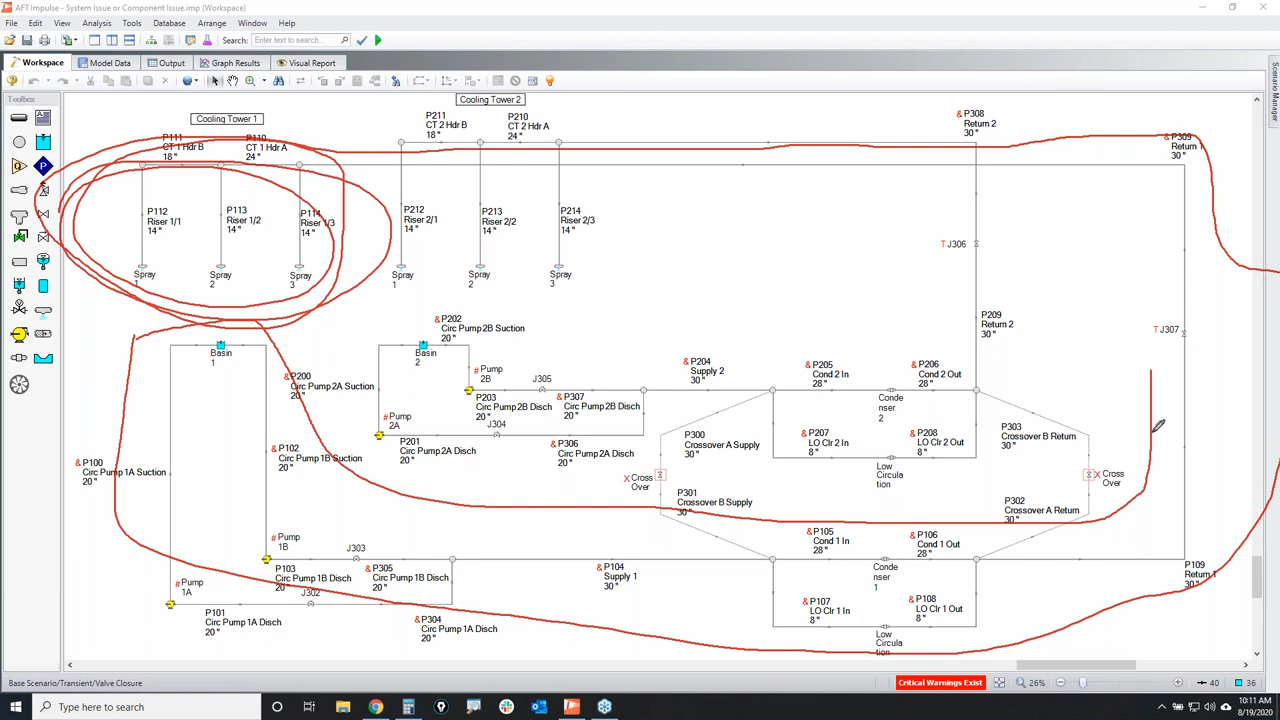 AFT Impulse - System Issue or Component Issue.imp (Workspace)
File Edit View Analysis Tools Database Arrange Window Help
Search: Enter text to search...
Workspace Model Data Output Graph Results Visual Report
Toolbox
Scenario Manager
Cooling Tower 2
Cooling Tower 1
P111
CT 1 Hdr B
18 "
P110
CT 1 Hdr A
24 "
P211
CT 2 Hdr B
18 "
P210
CT 2 Hdr A
24 "
& P308
Return 2
30 "
& P309
Return 1
30 "
P112
Riser 1/1
14 "
P113
Riser 1/2
14 "
P114
Riser 1/3
14 "
P212
Riser 2/1
14 "
P213
Riser 2/2
14 "
P214
Riser 2/3
14 "
T J306
Spray
1
Spray
2
Spray
3
Spray
1
Spray
2
Spray
3
& P202
Circ Pump 2B Suction
20 "
P209
Return 2
30 "
T J307
Basin
1
Basin
2
# Pump
2B
J305
& P204
Supply 2
30 "
& P205
Cond 2 In
28 "
& P206
Cond 2 Out
28 "
& P200
Circ Pump 2A Suction
20 "
P203
Circ Pump 2B Disch
20 "
& P307
Circ Pump 2B Disch
20 "
Conde
nser
2
# Pump
2A
J304
P201
Circ Pump 2A Disch
20 "
& P306
Circ Pump 2A Disch
20 "
P300
Crossover A Supply
30 "
& P207
LO Clr 2 In
8 "
& P208
LO Clr 2 Out
8 "
P303
Crossover B Return
30 "
& P100
Circ Pump 1A Suction
20 "
& P102
Circ Pump 1B Suction
20 "
X Cross
Over
Low
Circula
tion
X Cross
Over
P301
Crossover B Supply
30 "
P302
Crossover A Return
30 "
# Pump
1B
J303
& P105
Cond 1 In
28 "
& P106
Cond 1 Out
28 "
P103
Circ Pump 1B Disch
20 "
& P305
Circ Pump 1B Disch
20 "
& P104
Supply 1
30 "
Conde
nser
1
P109
Return 1
30 "
# Pump
1A
J302
P101
Circ Pump 1A Disch
20 "
& P304
Circ Pump 1A Disch
20 "
& P107
LO Clr 1 In
8 "
& P108
LO Clr 1 Out
8 "
Low
Circula
tion
Base Scenario/Transient/Valve Closure
Critical Warnings Exist
26%
40
36
Type here to search
10:11 AM
8/19/2020